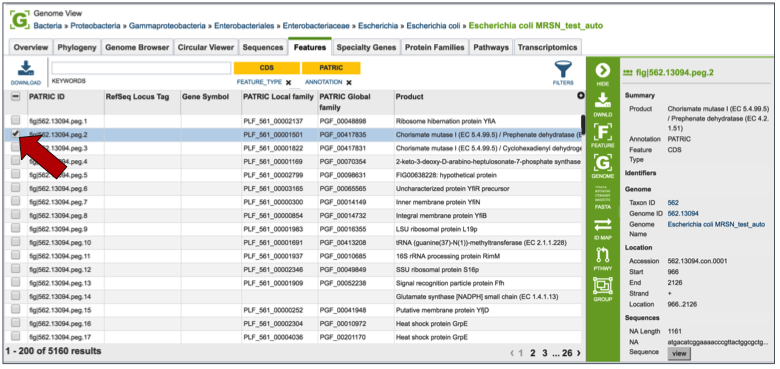 Genome View
Bacteria » Proteobacteria » Gammaproteobacteria » Enterobacteriales » Enterobacteriaceae » Escherichia » Escherichia coli » Escherichia coli MRSN_test_auto
Overview Phylogeny Genome Browser Circular Viewer Sequences Features Specialty Genes Protein Families Pathways Transcriptomics
DOWNLOAD KEYWORDS CDS PATRIC FILTERS
FEATURE_TYPE ✕ ANNOTATION ✕
PATRIC ID RefSeq Locus Tag Gene Symbol PATRIC Local family PATRIC Global family Product
fig|562.13094.peg.1 PLF_561_00002137 PGF_00048898 Ribosome hibernation protein YfiA
fig|562.13094.peg.2 PLF_561_00001501 PGF_00417835 Chorismate mutase I (EC 5.4.99.5) / Prephenate dehydratase (E
fig|562.13094.peg.3 PLF_561_00001822 PGF_00417831 Chorismate mutase I (EC 5.4.99.5) / Cyclohexadienyl dehydroge
fig|562.13094.peg.4 PLF_561_00001169 PGF_00070354 2-keto-3-deoxy-D-arabino-heptulosonate-7-phosphate synthase
fig|562.13094.peg.5 PLF_561_00002799 PGF_00098631 FIG00638228: hypothetical protein
fig|562.13094.peg.6 PLF_561_00003165 PGF_00065565 Uncharacterized protein YfiR precursor
fig|562.13094.peg.7 PLF_561_00000300 PGF_00014149 Inner membrane protein YfiN
fig|562.13094.peg.8 PLF_561_00000854 PGF_00014732 Integral membrane protein YfiB
fig|562.13094.peg.9 PLF_561_00001983 PGF_00016355 LSU ribosomal protein L19p
fig|562.13094.peg.10 PLF_561_00001691 PGF_00413208 tRNA (guanine(37)-N(1))-methyltransferase (EC 2.1.1.228)
fig|562.13094.peg.11 PLF_561_00001937 PGF_00010685 16S rRNA processing protein RimM
fig|562.13094.peg.12 PLF_561_00002346 PGF_00049849 SSU ribosomal protein S16p
fig|562.13094.peg.13 PLF_561_00001909 PGF_00052238 Signal recognition particle protein Ffh
fig|562.13094.peg.14 Glutamate synthase [NADPH] small chain (EC 1.4.1.13)
fig|562.13094.peg.15 PLF_561_00000252 PGF_00041948 Putative membrane protein YfjD
fig|562.13094.peg.16 PLF_561_00002304 PGF_00010972 Heat shock protein GrpE
fig|562.13094.peg.17 PLF_561_00004036 PGF_00201170 Heat shock protein GrpE
1 - 200 of 5160 results 1 2 3 ...26
HIDE
DWNLD
FEATURE
GENOME
FASTA
ID MAP
PTHWY
GROUP
fig|562.13094.peg.2
Summary
Product Chorismate mutase I (EC 5.4.99.5) / Prephenate dehydratase (EC 4.2.1.51)
Annotation PATRIC
Feature Type CDS
Identifiers
Genome
Taxon ID 562
Genome ID 562.13094
Genome Name Escherichia coli MRSN_test_auto
Location
Accession 562.13094.con.0001
Start 966
End 2126
Strand +
Location 966..2126
Sequences
NA Length 1161
NA Sequence atgacatcggaaaacccgttactggcgctg...
view